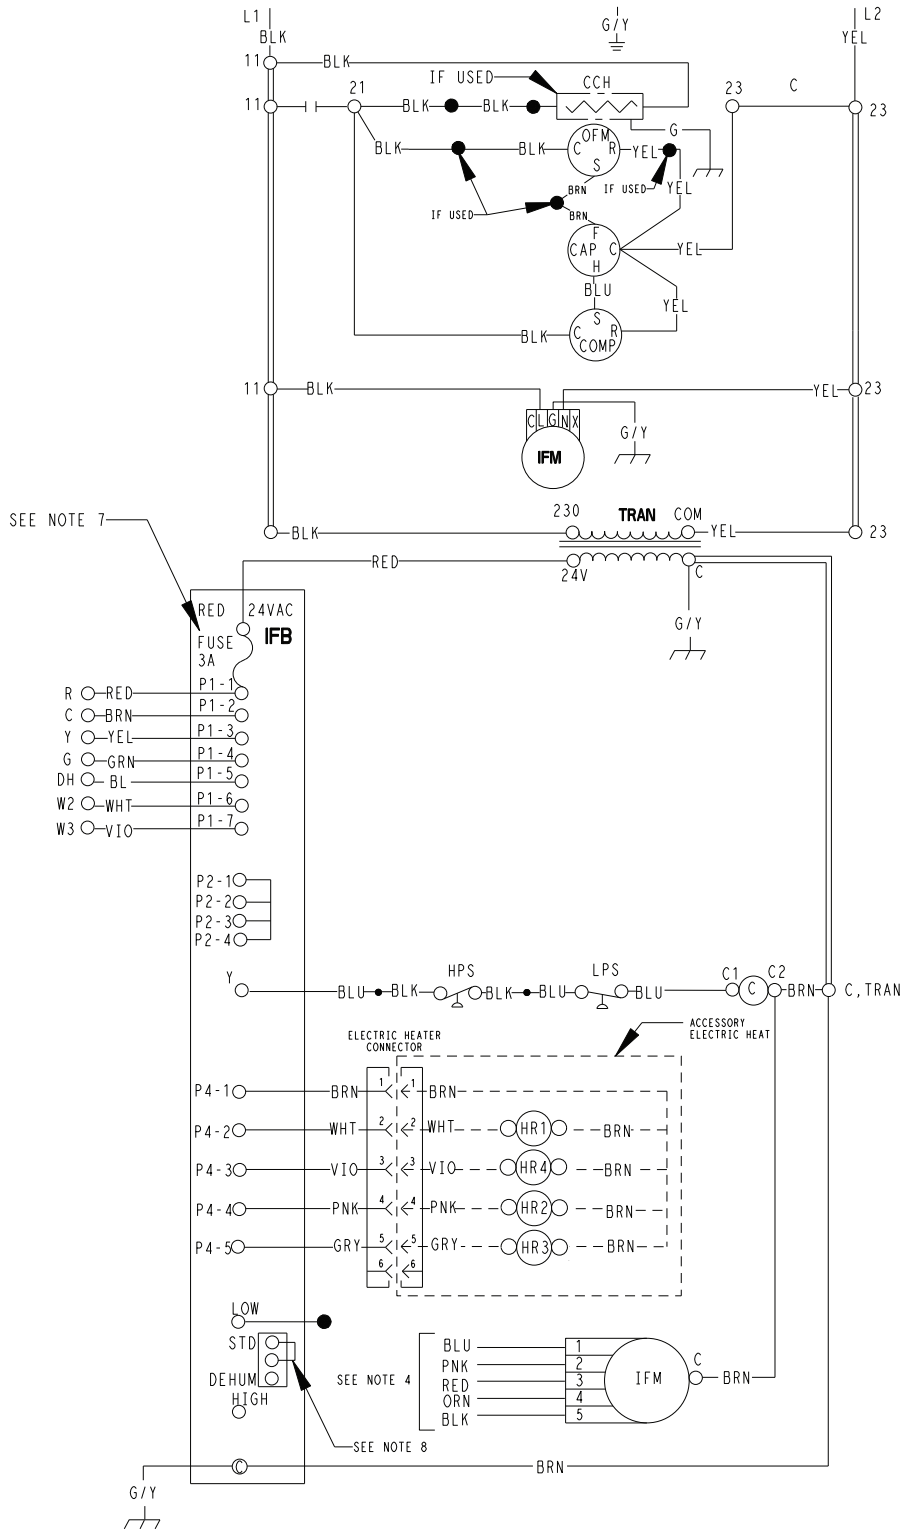 L1
G/Y
L2
BLK
YEL
11
BLK
IF USED
CCH
21
23
C
11
BLK
BLK
23
G
OFM
BLK
BLK
C
R
YEL
S
BRN
IF USED
YEL
IF USED
BRN
F
CAP
C
YEL
H
BLU
YEL
S
BLK
C
R
COMP
11
BLK
YEL
23
C L G N X
G/Y
IFM
SEE NOTE 7
230
TRAN
COM
BLK
YEL
23
RED
24V
C
RED
24VAC
G/Y
FUSE
3A
IFB
R
RED
P1-1
C
BRN
P1-2
Y
YEL
P1-3
G
GRN
P1-4
DH
BL
P1-5
W2
WHT
P1-6
W3
VIO
P1-7
P2-1
P2-2
P2-3
P2-4
Y
HPS
LPS
C1
C2
BLU
BLK
BLK
BLU
BLU
C
BRN
C,TRAN
ELECTRIC HEATER
CONNECTOR
ACCESSORY
ELECTRIC HEAT
P4-1
BRN
1
1
BRN
P4-2
WHT
2
2
WHT
HR1
BRN
P4-3
VIO
3
3
VIO
HR4
BRN
P4-4
PNK
4
4
PNK
HR2
BRN
P4-5
GRY
5
5
GRY
HR3
BRN
6
6
LOW
STD
DEHUM
HIGH
SEE NOTE 4
BLU
1
PNK
2
RED
3
ORN
4
BLK
5
IFM
C
BRN
SEE NOTE 8
C
BRN
G/Y